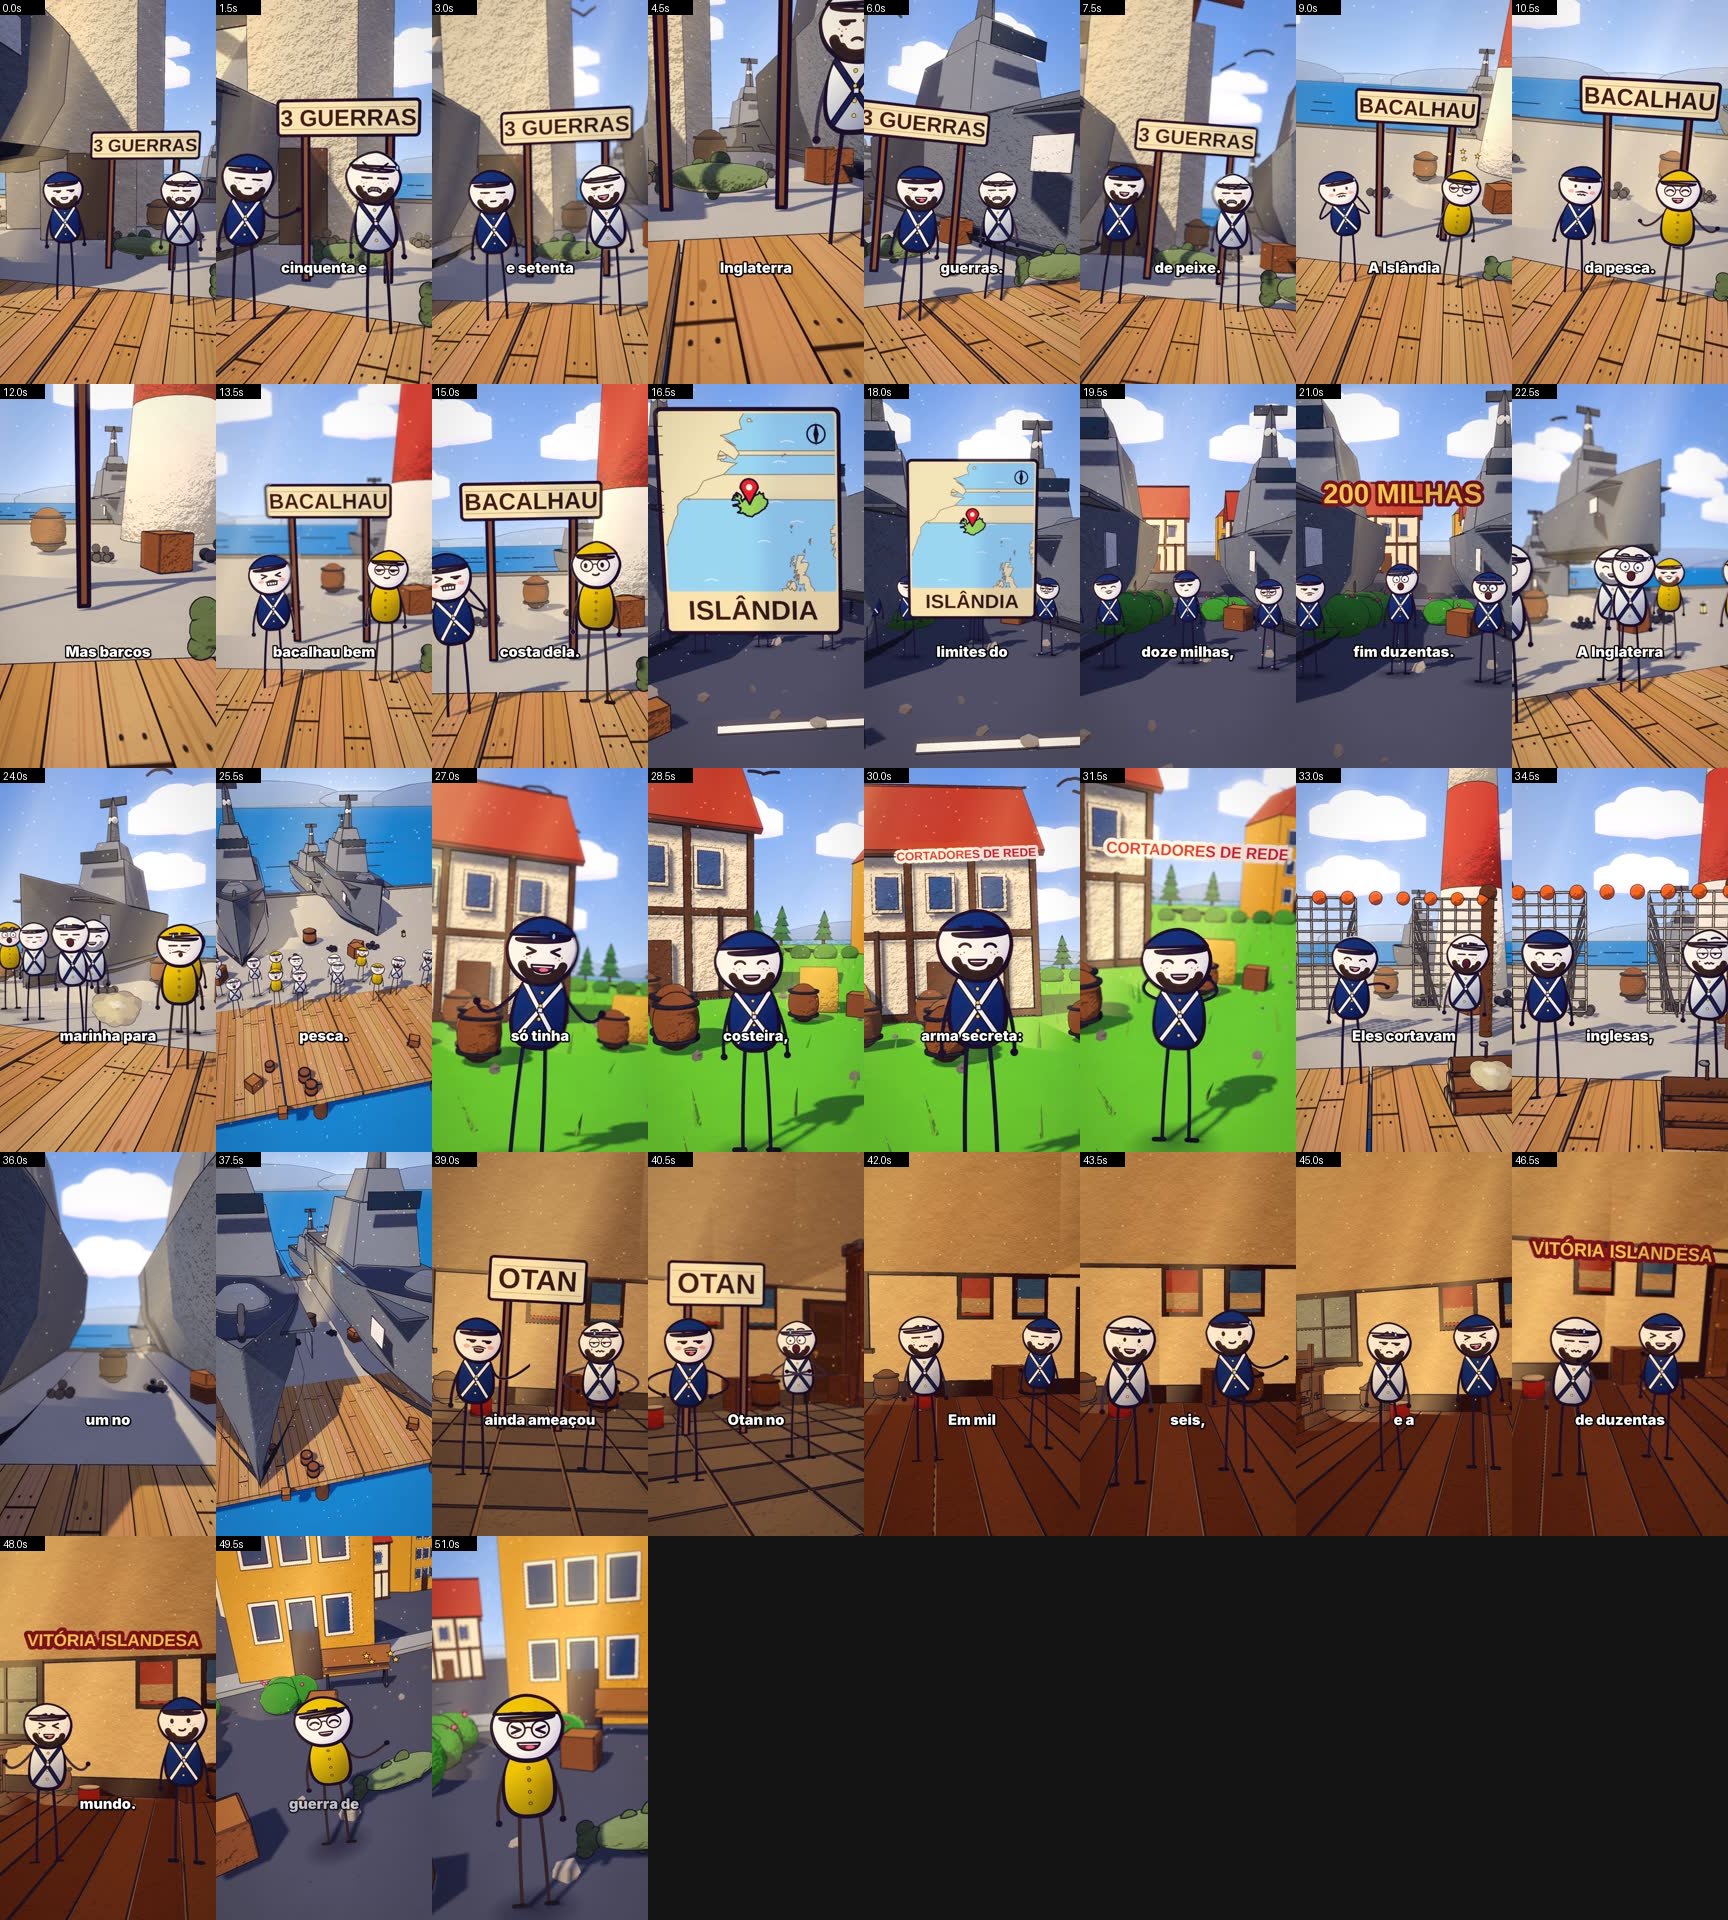 0.0s
3 GUERRAS
1.5s
3 GUERRAS
cinquenta e
3.0s
3 GUERRAS
e setenta
4.5s
Inglaterra
6.0s
3 GUERRAS
guerras.
7.5s
3 GUERRAS
de peixe.
9.0s
BACALHAU
A Islândia
10.5s
BACALHAU
da pesca.
12.0s
Mas barcos
13.5s
BACALHAU
bacalhau bem
15.0s
BACALHAU
costa dela.
16.5s
ISLÂNDIA
18.0s
ISLÂNDIA
limites do
19.5s
doze milhas,
21.0s
200 MILHAS
fim duzentas.
22.5s
A Inglaterra
24.0s
marinha para
25.5s
pesca.
27.0s
só tinha
28.5s
costeira,
30.0s
CORTADORES DE REDE
arma secreta:
31.5s
CORTADORES DE REDE
33.0s
Eles cortavam
34.5s
inglesas,
36.0s
um no
37.5s
39.0s
OTAN
ainda ameaçou
40.5s
OTAN
Otan no
42.0s
Em mil
43.5s
seis,
45.0s
e a
46.5s
VITÓRIA ISLANDESA
de duzentas
48.0s
VITÓRIA ISLANDESA
mundo.
49.5s
guerra de
51.0s